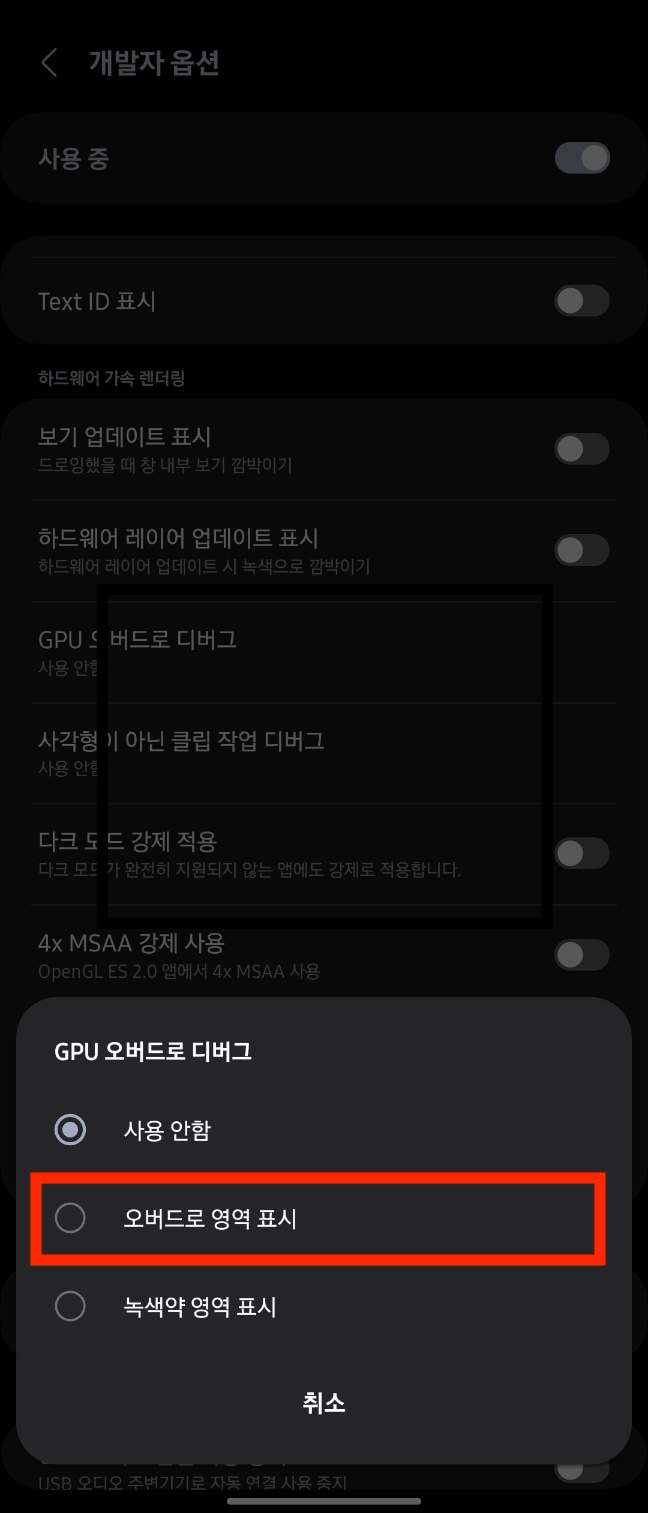 개발자 옵션
사용 중
Text ID 표시
하드웨어 가속 렌더링
보기 업데이트 표시
드로잉했을 때 창 내부 보기 깜박이기
하드웨어 레이어 업데이트 표시
하드웨어 레이어 업데이트 시 녹색으로 깜박이기
GPU 오버드로 디버그
사용 안함
사각형이 아닌 클립 작업 디버그
사용 안함
다크 모드 강제 적용
다크 모드가 완전히 지원되지 않는 앱에도 강제로 적용합니다.
4x MSAA 강제 사용
OpenGL ES 2.0 앱에서 4x MSAA 사용
GPU 오버드로 디버그
사용 안함
오버드로 영역 표시
녹색약 영역 표시
취소
USB 오디오 주변기기로 자동 연결 사용 중지